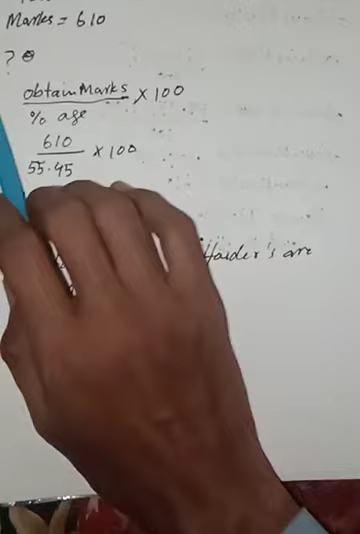 Marks = 610
?
obtain Marks × 100
% age
610 × 100
55.45
Haider's are